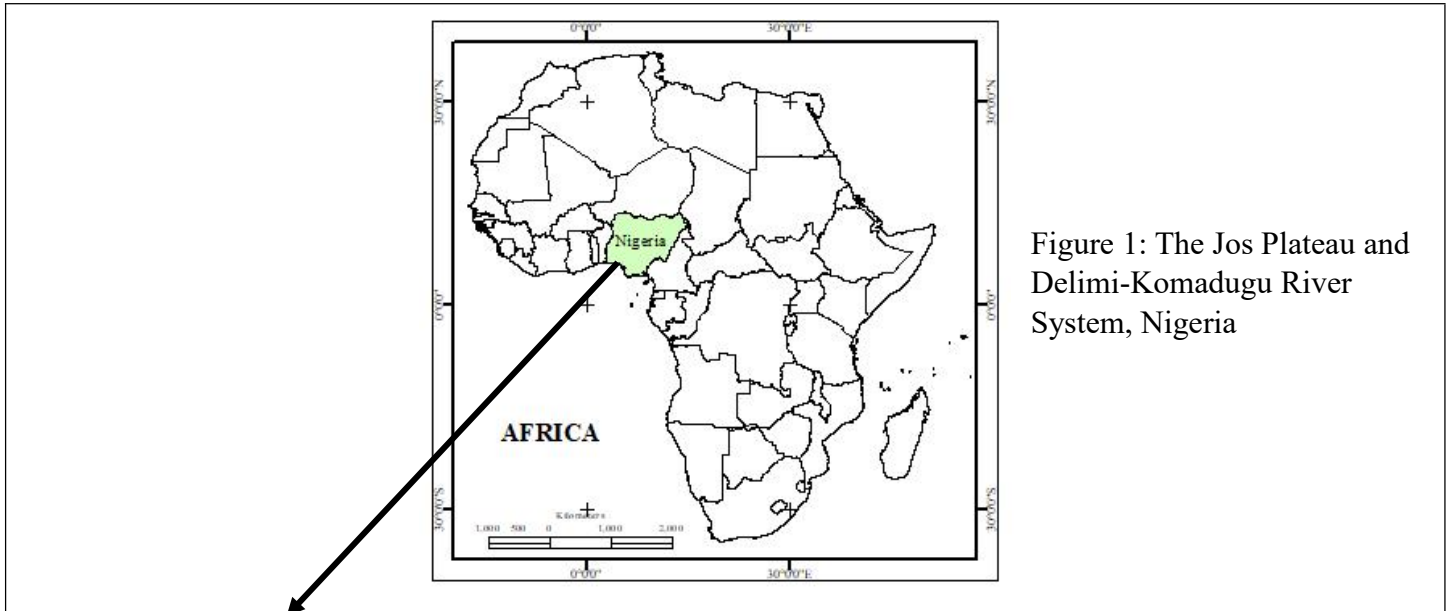 0°0'0" 30°0'0"E
30°0'0"N 30°0'0"N
Nigeria
Figure 1: The Jos Plateau and
Delimi-Komadugu River
System, Nigeria
0°0'0" 0°0'0"
AFRICA
30°0'0"S 30°0'0"S
Kilometers
1,000 500 0 1,000 2,000
0°0'0" 30°0'0"E